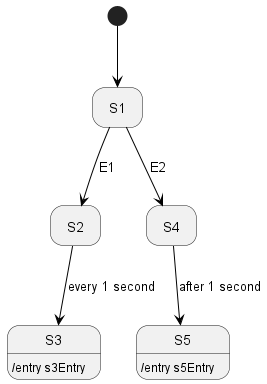 S1
E1
E2
S2
S4
every 1 second
after 1 second
S3
S5
/entry s3Entry
/entry s5Entry